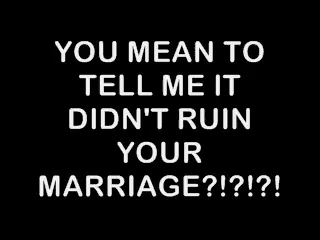 YOU MEAN TO
TELL ME IT
DIDN'T RUIN
YOUR
MARRIAGE?!?!?!